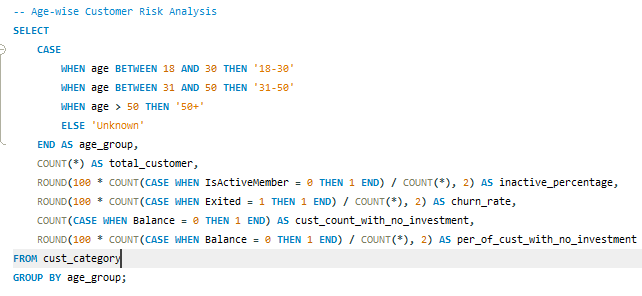 -- Age-wise Customer Risk Analysis
SELECT
CASE
WHEN age BETWEEN 18 AND 30 THEN '18-30'
WHEN age BETWEEN 31 AND 50 THEN '31-50'
WHEN age > 50 THEN '50+'
ELSE 'Unknown'
END AS age_group,
COUNT(*) AS total_customer,
ROUND(100 * COUNT(CASE WHEN IsActiveMember = 0 THEN 1 END) / COUNT(*), 2) AS inactive_percentage,
ROUND(100 * COUNT(CASE WHEN Exited = 1 THEN 1 END) / COUNT(*), 2) AS churn_rate,
COUNT(CASE WHEN Balance = 0 THEN 1 END) AS cust_count_with_no_investment,
ROUND(100 * COUNT(CASE WHEN Balance = 0 THEN 1 END) / COUNT(*), 2) AS per_of_cust_with_no_investment
FROM cust_category
GROUP BY age_group;